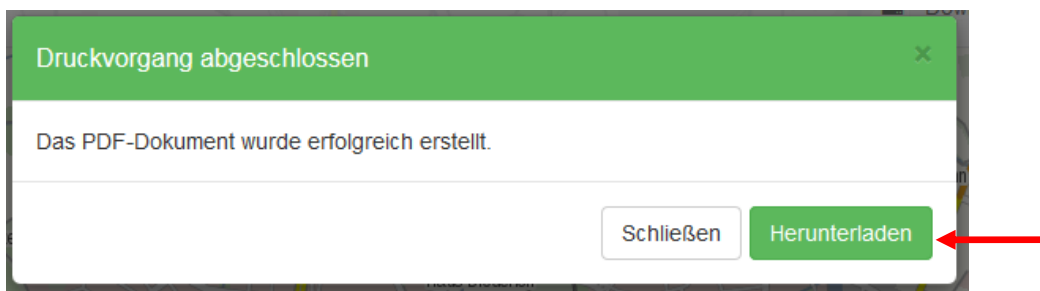 Druckvorgang abgeschlossen
×
Das PDF-Dokument wurde erfolgreich erstellt.
Schließen
Herunterladen